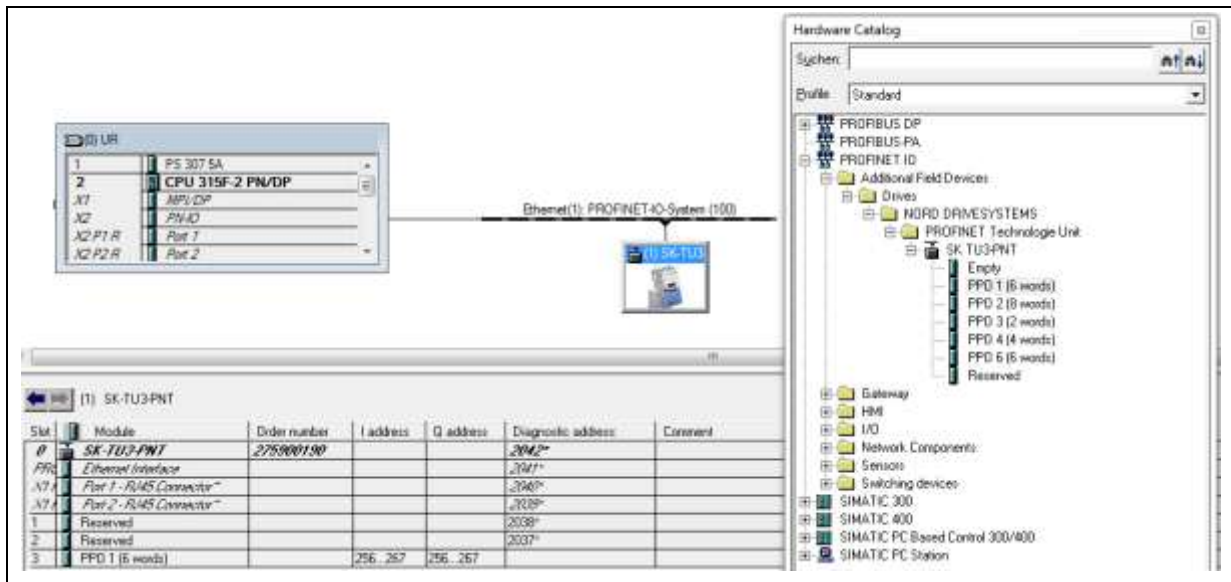 Hardware Catalog
Suchen:
Profile: Standard
PROFIBUS DP
PROFIBUS-PA
PROFINET IO
Additional Field Devices
Drives
NORD DRIVESYSTEMS
PROFINET Technologie Unit
SK TU3-PNT
Empty
PPO 1 (6 words)
PPO 2 (8 words)
PPO 3 (2 words)
PPO 4 (4 words)
PPO 6 (6 words)
Reserved
Gateway
HMI
I/O
Network Components
Sensors
Switching devices
SIMATIC 300
SIMATIC 400
SIMATIC PC Based Control 300/400
SIMATIC PC Station
(0) UR
1 PS 307 5A
2 CPU 315F-2 PN/DP
X1 MPI/DP
X2 PN-IO
X2 P1 R Port 1
X2 P2 R Port 2
Ethernet(1): PROFINET-IO-System (100)
(1) SK-TU3
(1) SK-TU3-PNT
Slot Module Order number I address Q address Diagnostic address Comment
0 SK-TU3-PNT 275900190 2042*
Ethernet Interface 2041*
Port 1 - RJ45 Connector 2040*
Port 2 - RJ45 Connector 2039*
1 Reserved 2038*
2 Reserved 2037*
3 PPO 1 (6 words) 256...267 256...267